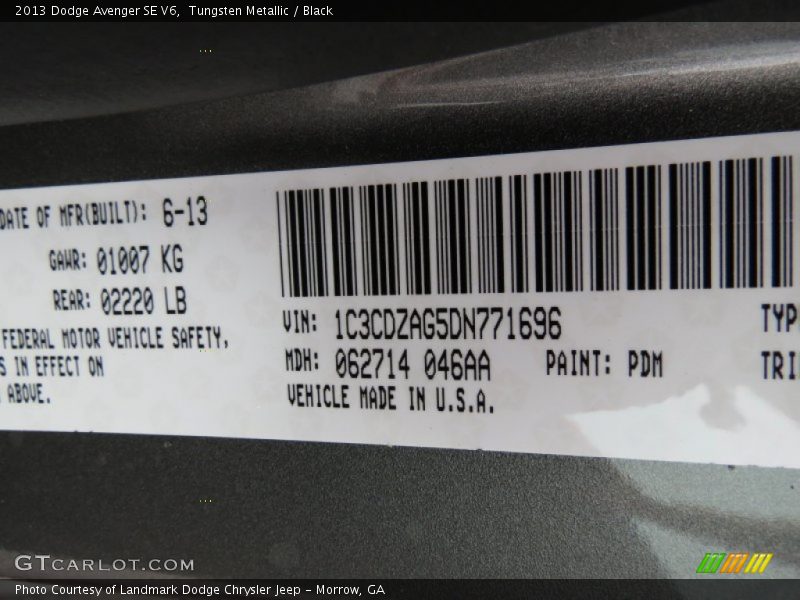 2013 Dodge Avenger SE V6, Tungsten Metallic / Black
DATE OF MFR(BUILT): 6-13
GAWR: 01007 KG
REAR: 02220 LB
FEDERAL MOTOR VEHICLE SAFETY,
S IN EFFECT ON
ABOVE.
VIN: 1C3CDZAG5DN771696
MDH: 062714 046AA PAINT: PDM
VEHICLE MADE IN U.S.A.
TYP
TRI
GTCARLOT.COM
Photo Courtesy of Landmark Dodge Chrysler Jeep - Morrow, GA